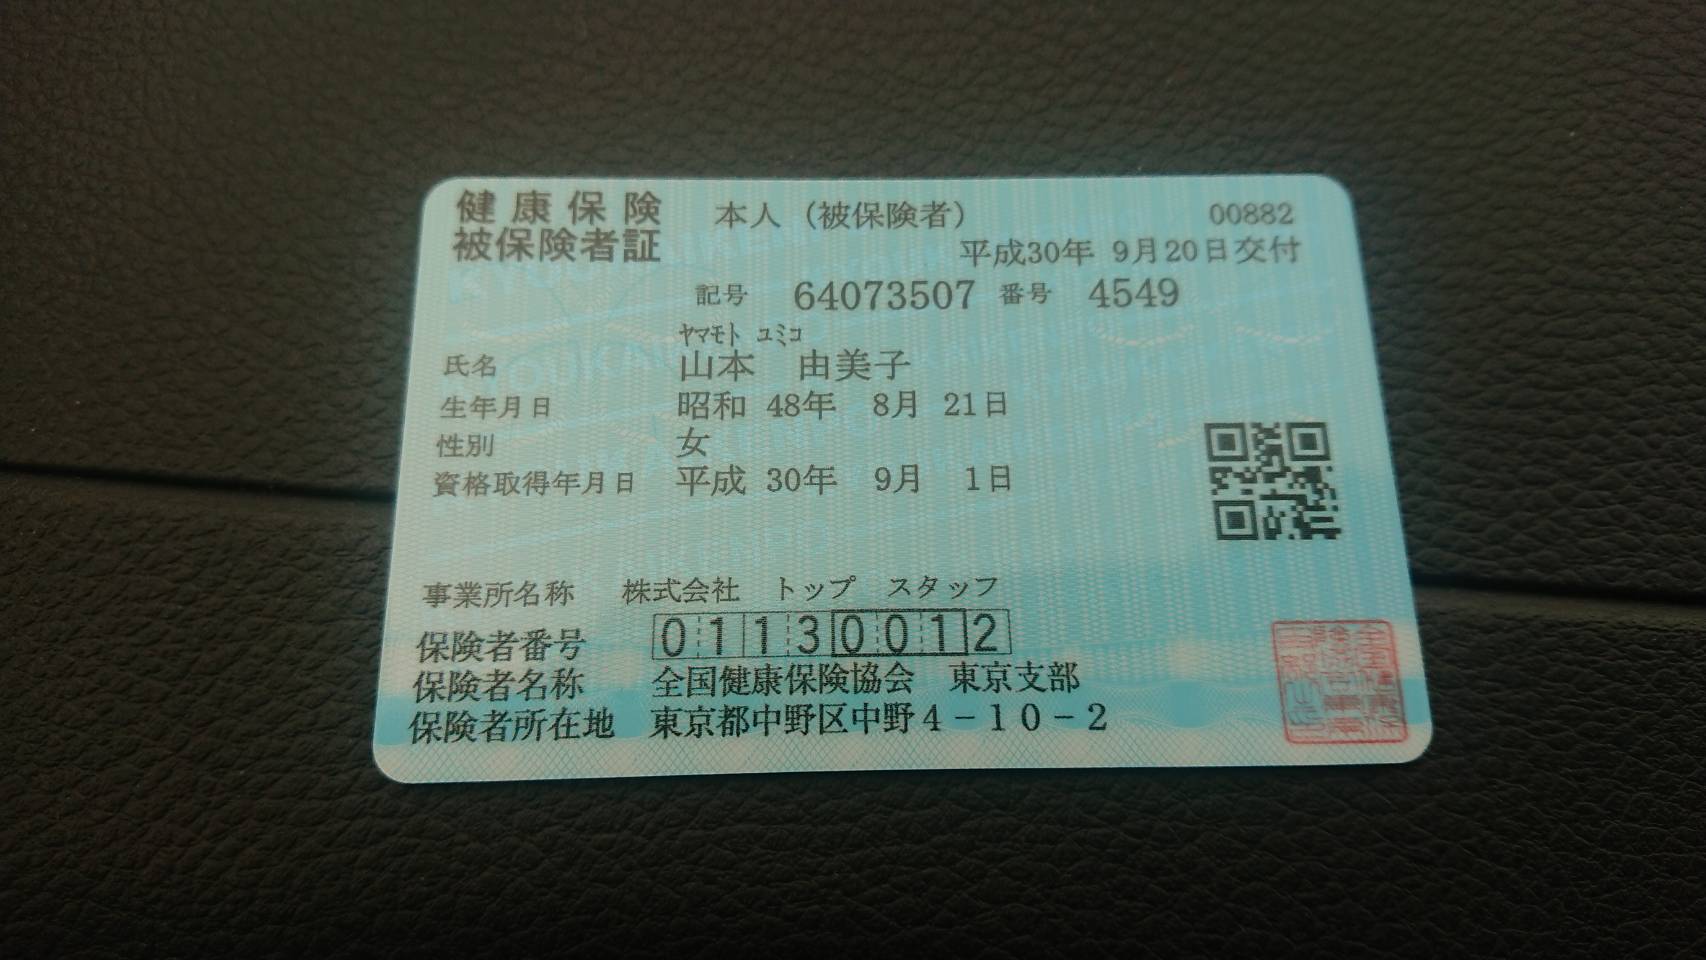 健康保険
被保険者証
本人（被保険者）
00882
平成30年 9月20日交付
記号 64073507 番号 4549
ﾔﾏﾓﾄ ﾕﾐｺ
氏名 山本 由美子
生年月日 昭和 48年 8月 21日
性別 女
資格取得年月日 平成 30年 9月 1日
事業所名称 株式会社 トップ スタッフ
保険者番号 01130012
保険者名称 全国健康保険協会 東京支部
保険者所在地 東京都中野区中野４－１０－２